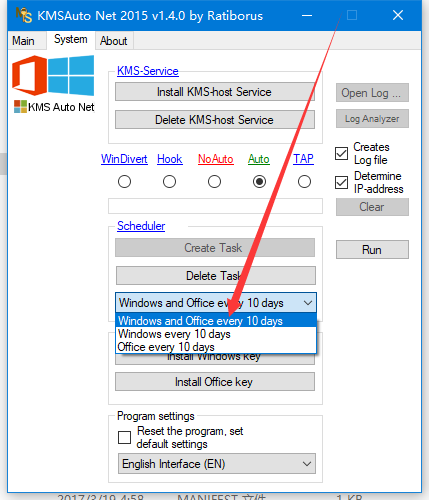 KMSAuto Net 2015 v1.4.0 by Ratiborus
Main System About
KMS Auto Net
KMS-Service
Install KMS-host Service
Delete KMS-host Service
Open Log ...
Log Analyzer
WinDivert Hook NoAuto Auto TAP
Creates
Log file
Determine
IP-address
Clear
Scheduler
Create Task
Run
Delete Task
Windows and Office every 10 days
Windows and Office every 10 days
Windows every 10 days
Office every 10 days
Install Windows key
Install Office key
Program settings
Reset the program, set
default settings
English Interface (EN)
2017/3/19 4:58 MANIFEST 文件 1 KB